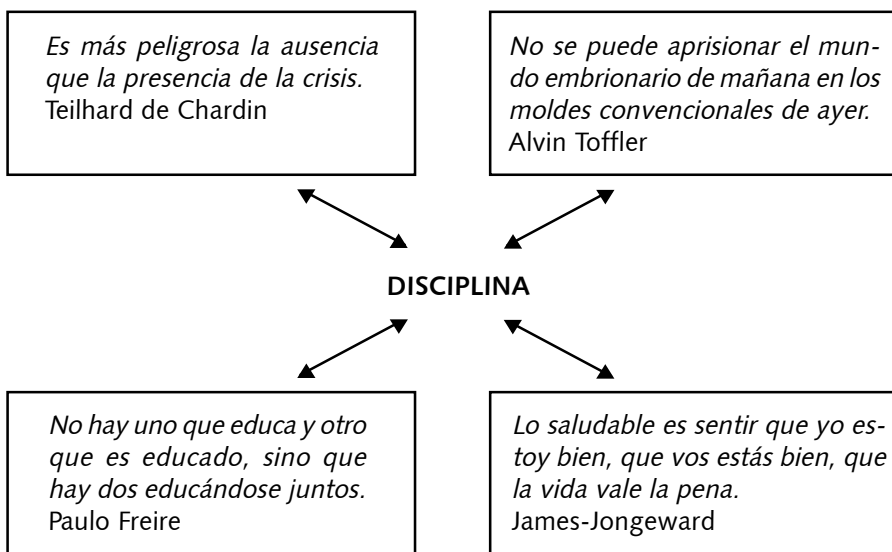 Es más peligrosa la ausencia
que la presencia de la crisis.
Teilhard de Chardin
No se puede aprisionar el mun-
do embrionario de mañana en los
moldes convencionales de ayer.
Alvin Toffler
DISCIPLINA
No hay uno que educa y otro
que es educado, sino que
hay dos educándose juntos.
Paulo Freire
Lo saludable es sentir que yo es-
toy bien, que vos estás bien, que
la vida vale la pena.
James-Jongeward